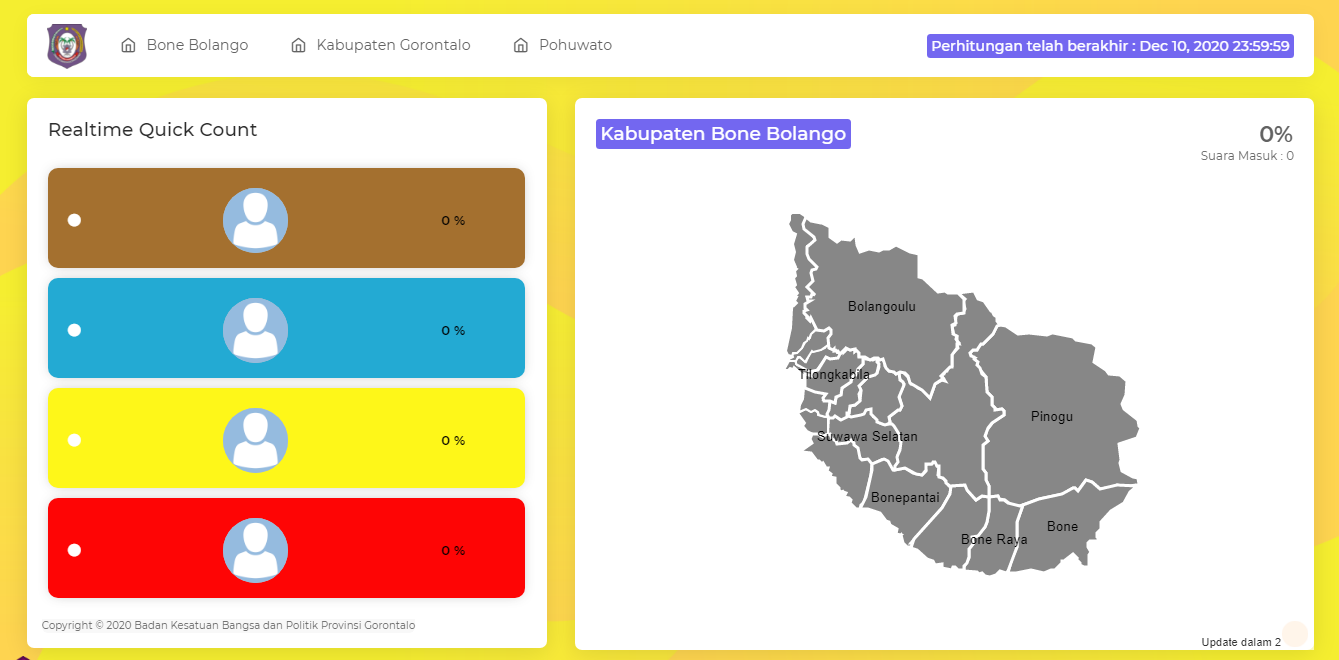 Bone Bolango
Kabupaten Gorontalo
Pohuwato
Perhitungan telah berakhir : Dec 10, 2020 23:59:59
Realtime Quick Count
0 %
0 %
0 %
0 %
Copyright © 2020 Badan Kesatuan Bangsa dan Politik Provinsi Gorontalo
Kabupaten Bone Bolango
0%
Suara Masuk : 0
Bolangoulu
Tilongkabila
Pinogu
Suwawa Selatan
Bonepantai
Bone
Bone Raya
Update dalam 2